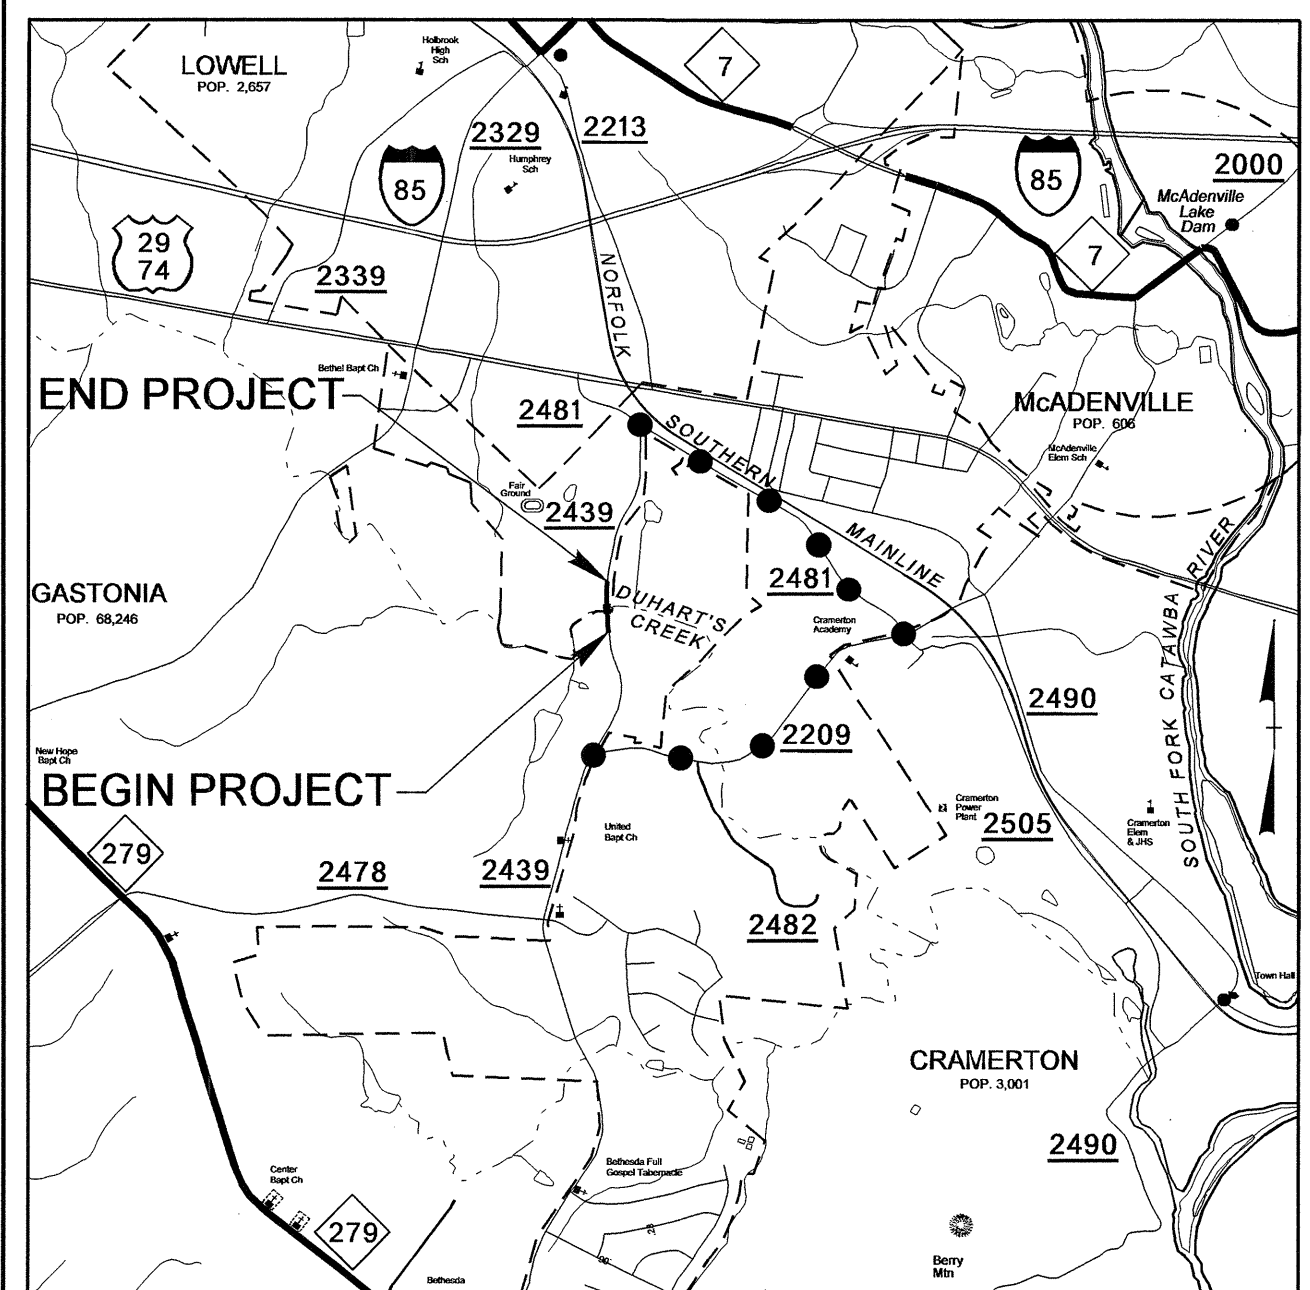 LOWELL
POP. 2,657
Holbrook
High
Sch
7
2329
2213
Humphrey
Sch
85
85
2000
McAdenville
Lake
Dam
29
74
2339
7
NORFOLK
Bethel Bapt Ch
END PROJECT
2481
SOUTHERN
McADENVILLE
POP. 606
McAdenville
Elem Sch
Fair
Ground
2439
MAINLINE
RIVER
2481
GASTONIA
POP. 68,246
DUHART'S
CREEK
Cramerton
Academy
SOUTH FORK CATAWBA
2490
2209
New Hope
Bapt Ch
BEGIN PROJECT
Cramerton
Power
Plant
2505
Cramerton
Elem
& JHS
United
Bapt Ch
279
2478
2439
2482
Town Hall
CRAMERTON
POP. 3,001
2490
Bethesda Full
Gospel Tabernacle
Center
Bapt Ch
279
Berry
Mtn
Bethesda